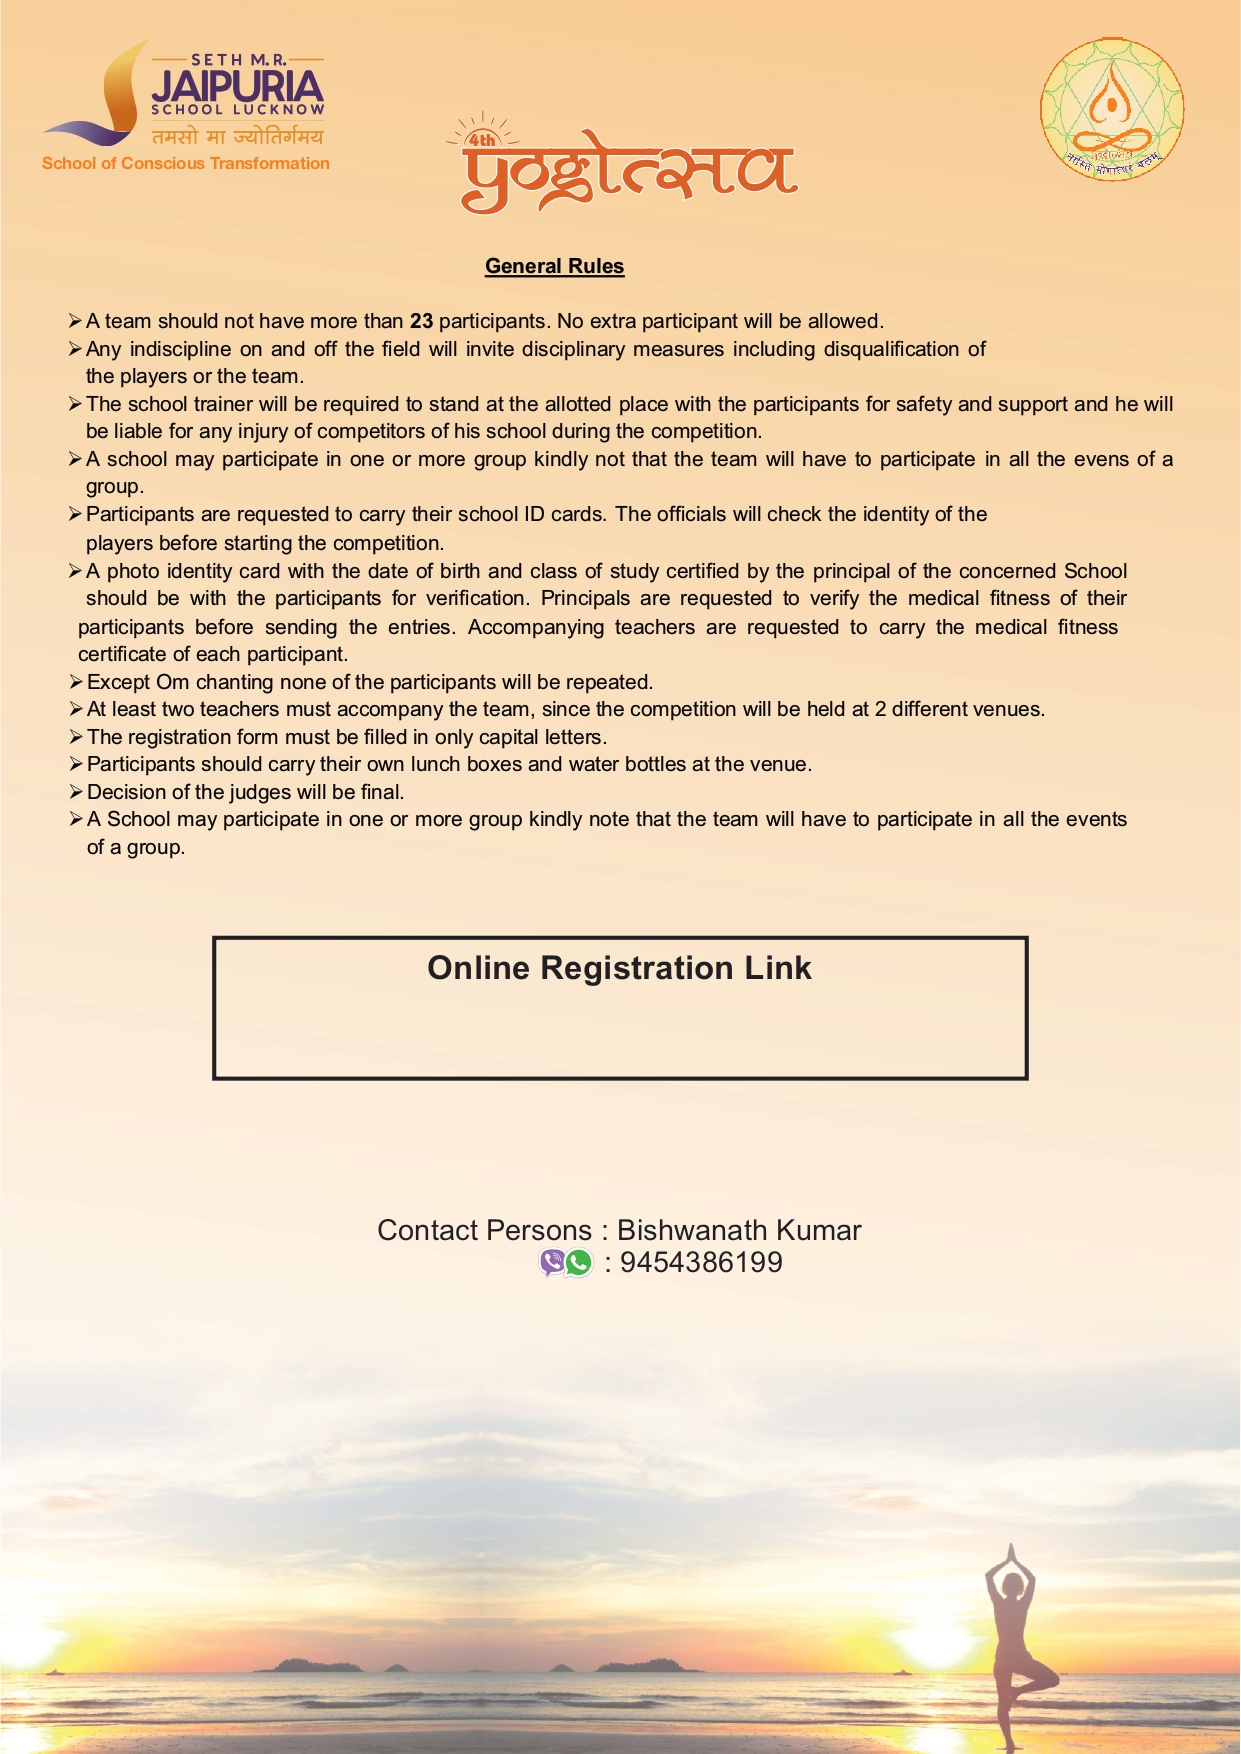 SETH M.R.
JAIPURIA
SCHOOL LUCKNOW
तमसो मा ज्योतिर्गमय
School of Conscious Transformation
4th
yogोत्सव
General Rules
➢A team should not have more than 23 participants. No extra participant will be allowed.
➢Any indiscipline on and off the field will invite disciplinary measures including disqualification of
the players or the team.
➢The school trainer will be required to stand at the allotted place with the participants for safety and support and he will
be liable for any injury of competitors of his school during the competition.
➢A school may participate in one or more group kindly not that the team will have to participate in all the evens of a
group.
➢Participants are requested to carry their school ID cards. The officials will check the identity of the
players before starting the competition.
➢A photo identity card with the date of birth and class of study certified by the principal of the concerned School
should be with the participants for verification. Principals are requested to verify the medical fitness of their
participants before sending the entries. Accompanying teachers are requested to carry the medical fitness
certificate of each participant.
➢Except Om chanting none of the participants will be repeated.
➢At least two teachers must accompany the team, since the competition will be held at 2 different venues.
➢The registration form must be filled in only capital letters.
➢Participants should carry their own lunch boxes and water bottles at the venue.
➢Decision of the judges will be final.
➢A School may participate in one or more group kindly note that the team will have to participate in all the events
of a group.
Online Registration Link
Contact Persons : Bishwanath Kumar
: 9454386199